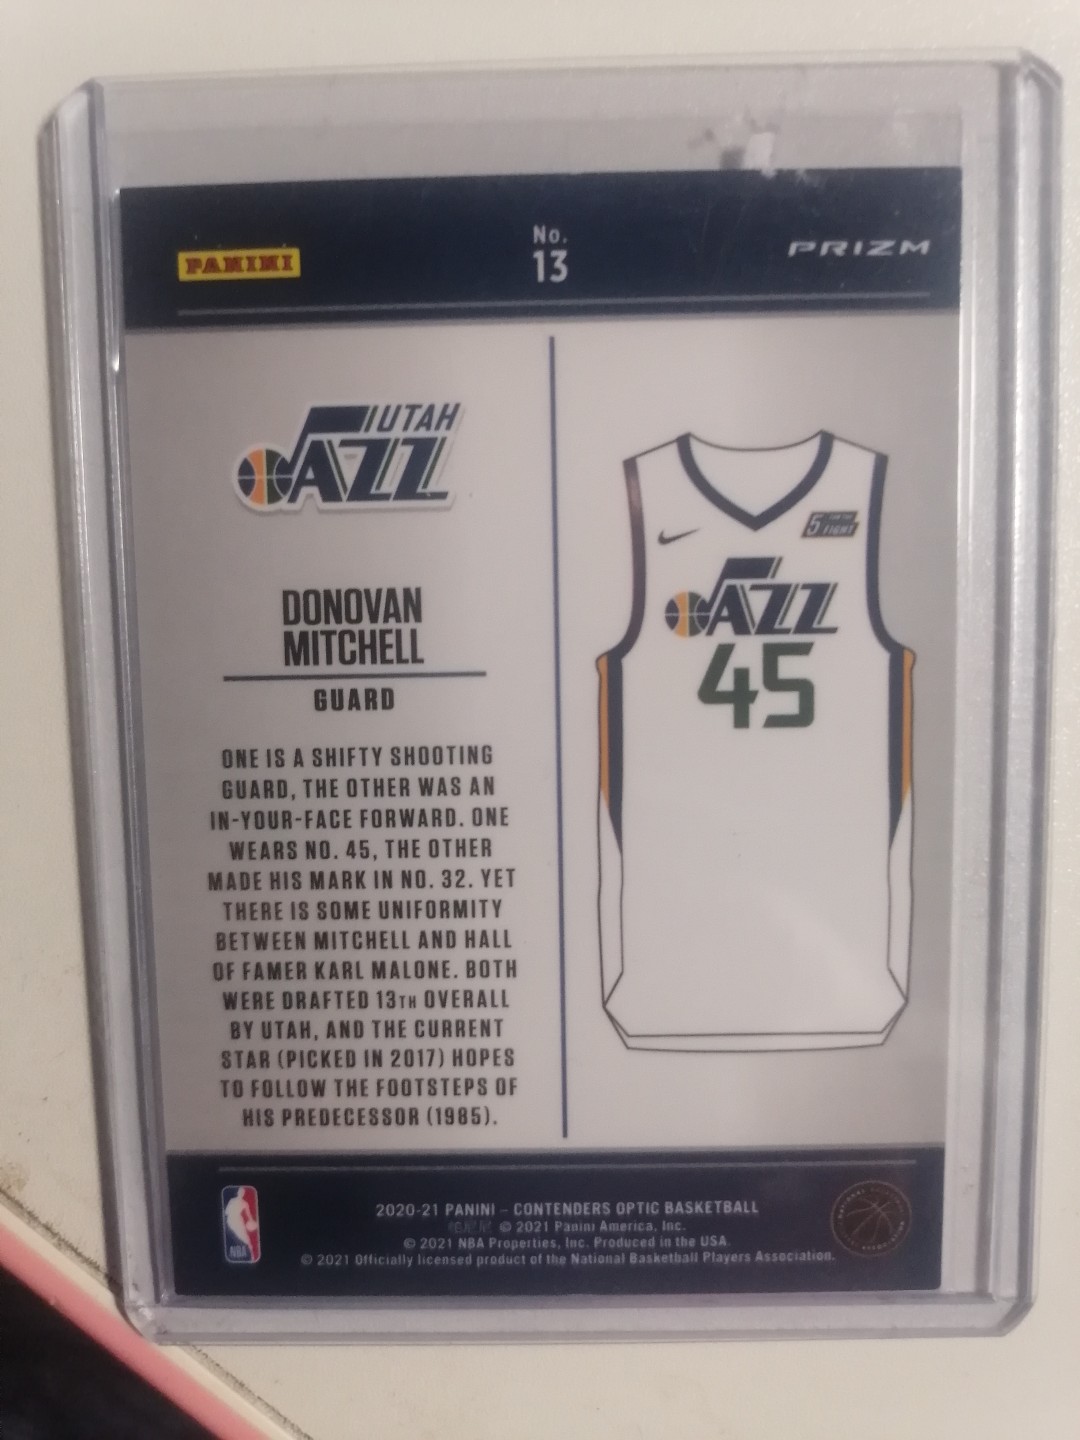 No.
13
PANINI
PRIZM
UTAH
JAZZ
DONOVAN
MITCHELL
GUARD
ONE IS A SHIFTY SHOOTING
GUARD, THE OTHER WAS AN
IN-YOUR-FACE FORWARD. ONE
WEARS NO. 45, THE OTHER
MADE HIS MARK IN NO. 32. YET
THERE IS SOME UNIFORMITY
BETWEEN MITCHELL AND HALL
OF FAMER KARL MALONE. BOTH
WERE DRAFTED 13TH OVERALL
BY UTAH, AND THE CURRENT
STAR (PICKED IN 2017) HOPES
TO FOLLOW THE FOOTSTEPS OF
HIS PREDECESSOR (1985).
5 FIGHT
JAZZ
45
NBA
2020-21 PANINI – CONTENDERS OPTIC BASKETBALL
© 2021 Panini America, Inc.
© 2021 NBA Properties, Inc. Produced in the USA.
© 2021 Officially licensed product of the National Basketball Players Association.